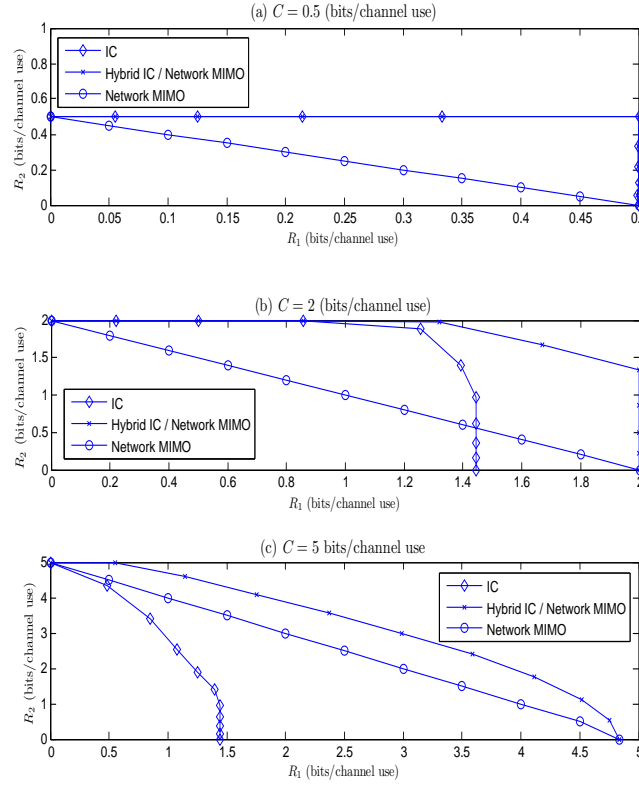 (a) C = 0.5 (bits/channel use)
R2 (bits/channel use)
1
0.8
0.6
0.4
0.2
0
IC
Hybrid IC / Network MIMO
Network MIMO
0 0.05 0.1 0.15 0.2 0.25 0.3 0.35 0.4 0.45 0.5
R1 (bits/channel use)
(b) C = 2 (bits/channel use)
R2 (bits/channel use)
2
1.5
1
0.5
0
IC
Hybrid IC / Network MIMO
Network MIMO
0 0.2 0.4 0.6 0.8 1 1.2 1.4 1.6 1.8 2
R1 (bits/channel use)
(c) C = 5 bits/channel use
R2 (bits/channel use)
5
4
3
2
1
0
IC
Hybrid IC / Network MIMO
Network MIMO
0 0.5 1 1.5 2 2.5 3 3.5 4 4.5 5
R1 (bits/channel use)